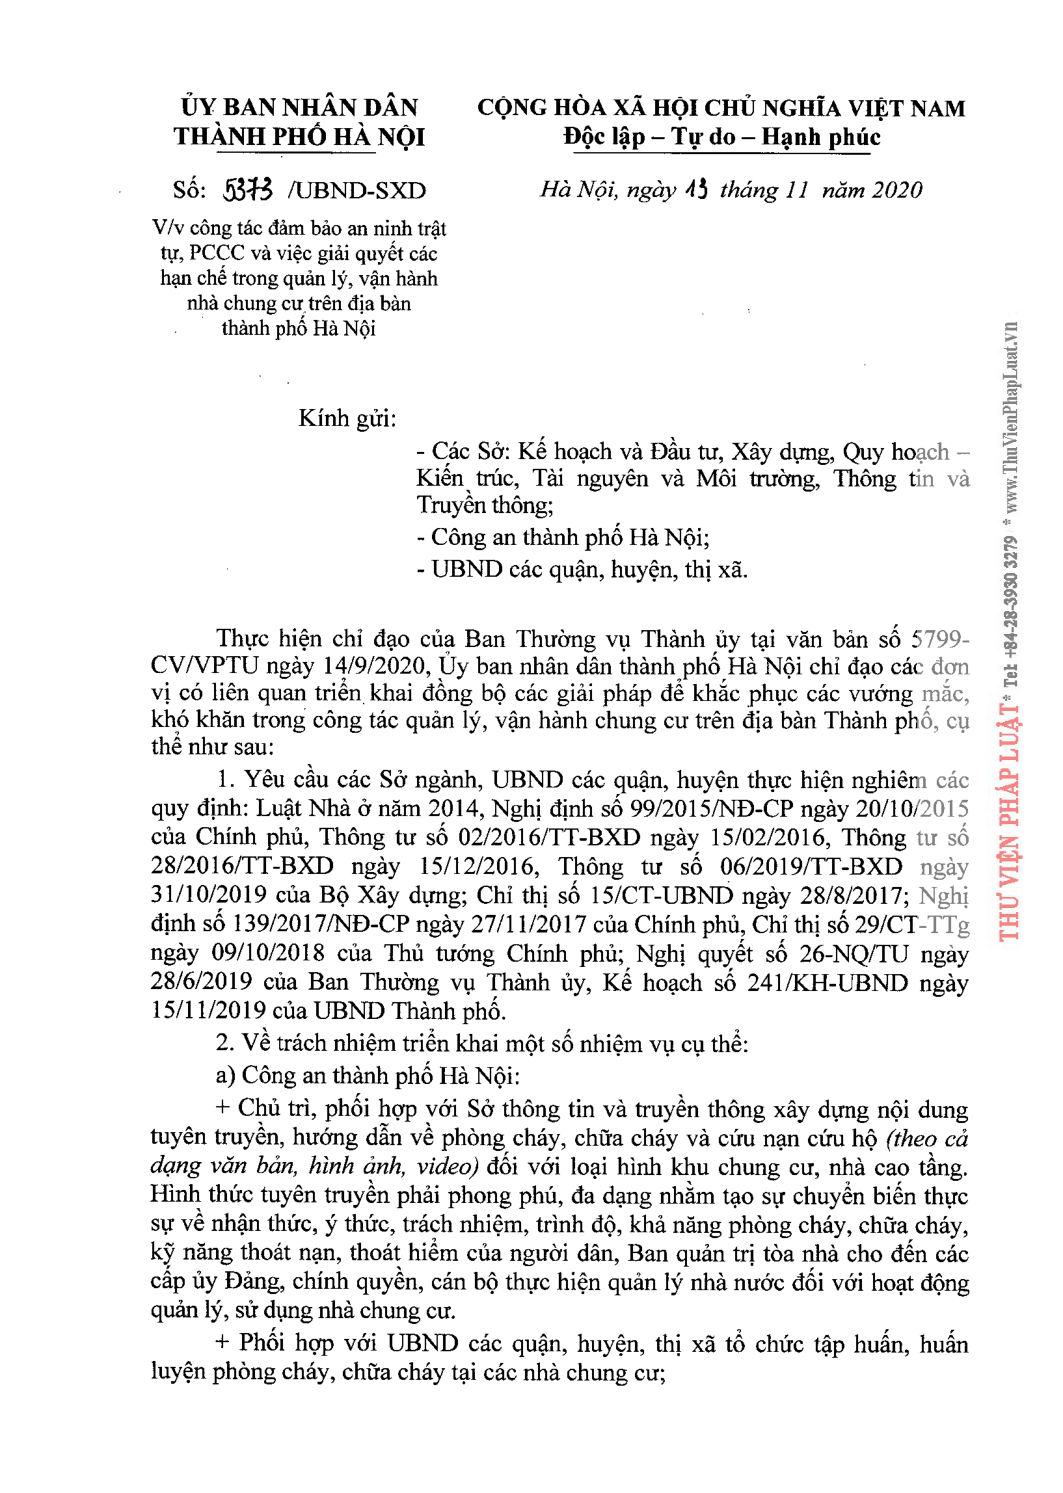 ỦY BAN NHÂN DÂN
THÀNH PHỐ HÀ NỘI
CỘNG HÒA XÃ HỘI CHỦ NGHĨA VIỆT NAM
Độc lập – Tự do – Hạnh phúc
Số: 5373 /UBND-SXD
Hà Nội, ngày 13 tháng 11 năm 2020
V/v công tác đảm bảo an ninh trật
tự, PCCC và việc giải quyết các
hạn chế trong quản lý, vận hành
nhà chung cư trên địa bàn
thành phố Hà Nội
Kính gửi:
- Các Sở: Kế hoạch và Đầu tư, Xây dựng, Quy hoạch –
Kiến trúc, Tài nguyên và Môi trường, Thông tin và
Truyền thông;
- Công an thành phố Hà Nội;
- UBND các quận, huyện, thị xã.
Thực hiện chỉ đạo của Ban Thường vụ Thành ủy tại văn bản số 5799-
CV/VPTU ngày 14/9/2020, Ủy ban nhân dân thành phố Hà Nội chỉ đạo các đơn
vị có liên quan triển khai đồng bộ các giải pháp để khắc phục các vướng mắc,
khó khăn trong công tác quản lý, vận hành chung cư trên địa bàn Thành phố, cụ
thể như sau:
1. Yêu cầu các Sở ngành, UBND các quận, huyện thực hiện nghiêm các
quy định: Luật Nhà ở năm 2014, Nghị định số 99/2015/NĐ-CP ngày 20/10/2015
của Chính phủ, Thông tư số 02/2016/TT-BXD ngày 15/02/2016, Thông tư số
28/2016/TT-BXD ngày 15/12/2016, Thông tư số 06/2019/TT-BXD ngày
31/10/2019 của Bộ Xây dựng; Chỉ thị số 15/CT-UBND ngày 28/8/2017; Nghị
định số 139/2017/NĐ-CP ngày 27/11/2017 của Chính phủ, Chỉ thị số 29/CT-TTg
ngày 09/10/2018 của Thủ tướng Chính phủ; Nghị quyết số 26-NQ/TU ngày
28/6/2019 của Ban Thường vụ Thành ủy, Kế hoạch số 241/KH-UBND ngày
15/11/2019 của UBND Thành phố.
2. Về trách nhiệm triển khai một số nhiệm vụ cụ thể:
a) Công an thành phố Hà Nội:
+ Chủ trì, phối hợp với Sở thông tin và truyền thông xây dựng nội dung
tuyên truyền, hướng dẫn về phòng cháy, chữa cháy và cứu nạn cứu hộ (theo cả
dạng văn bản, hình ảnh, video) đối với loại hình khu chung cư, nhà cao tầng.
Hình thức tuyên truyền phải phong phú, đa dạng nhằm tạo sự chuyển biến thực
sự về nhận thức, ý thức, trách nhiệm, trình độ, khả năng phòng cháy, chữa cháy,
kỹ năng thoát nạn, thoát hiểm của người dân, Ban quản trị tòa nhà cho đến các
cấp ủy Đảng, chính quyền, cán bộ thực hiện quản lý nhà nước đối với hoạt động
quản lý, sử dụng nhà chung cư.
+ Phối hợp với UBND các quận, huyện, thị xã tổ chức tập huấn, huấn
luyện phòng cháy, chữa cháy tại các nhà chung cư;
THƯ VIỆN PHÁP LUẬT * Tel: +84-28-3930 3279 * www.ThuVienPhapLuat.vn